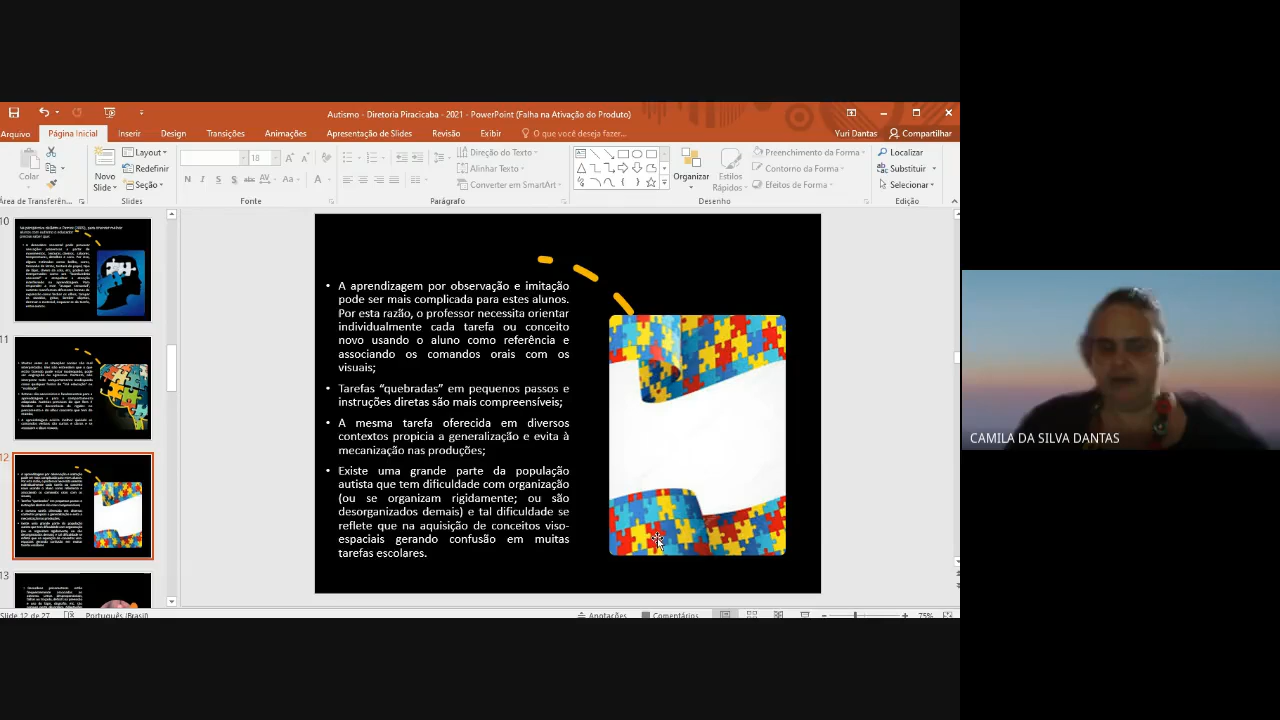 Autismo - Diretoria Piracicaba - 2021 - PowerPoint (Falha na Ativação do Produto)
Arquivo Página Inicial Inserir Design Transições Animações Apresentação de Slides Revisão Exibir O que você deseja fazer... Yuri Dantas Compartilhar
Colar
Novo Slide
Layout
Redefinir
Seção
18
Direção do Texto
Alinhar Texto
Converter em SmartArt
Organizar
Estilos Rápidos
Preenchimento da Forma
Contorno da Forma
Efeitos de Forma
Localizar
Substituir
Selecionar
Área de Transferên... Slides Fonte Parágrafo Desenho Edição
10
11
12
13
• A aprendizagem por observação e imitação
pode ser mais complicada para estes alunos.
Por esta razão, o professor necessita orientar
individualmente cada tarefa ou conceito
novo usando o aluno como referência e
associando os comandos orais com os
visuais;
• Tarefas “quebradas” em pequenos passos e
instruções diretas são mais compreensíveis;
• A mesma tarefa oferecida em diversos
contextos propicia a generalização e evita à
mecanização nas produções;
• Existe uma grande parte da população
autista que tem dificuldade com organização
(ou se organizam rigidamente; ou são
desorganizados demais) e tal dificuldade se
reflete que na aquisição de conceitos viso-
espaciais gerando confusão em muitas
tarefas escolares.
CAMILA DA SILVA DANTAS
Slide 12 de 27 Português (Brasil) Anotações Comentários 75%